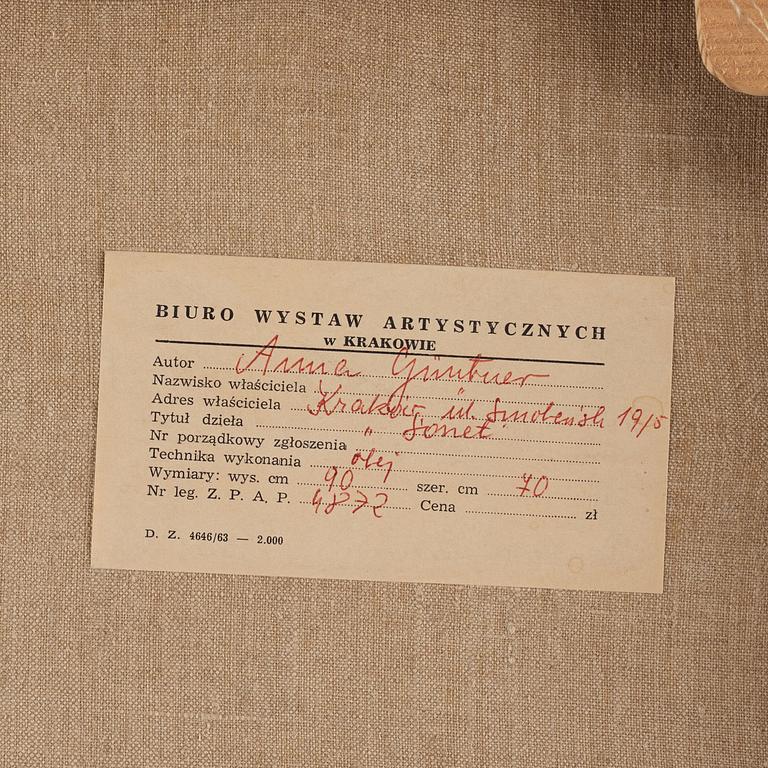 BIURO WYSTAW ARTYSTYCZNYCH
w KRAKOWIE
Autor Anna Güntner
Nazwisko właściciela
Adres właściciela Kraków ul. Smoleńsk 19/5
Tytuł dzieła "Sonet"
Nr porządkowy zgłoszenia
Technika wykonania olej
Wymiary: wys. cm 90 szer. cm 70
Nr leg. Z. P. A. P. 4872 Cena zł
D. Z. 4646/63 — 2.000